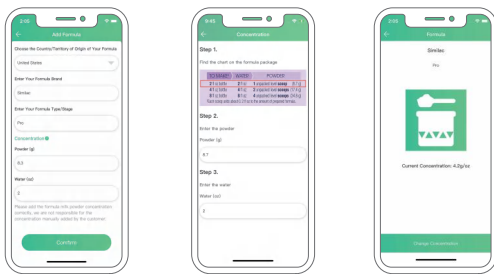 2:05
Add Formula
Choose the Country/Territory of Origin of Your Formula
United States
Enter Your Formula Brand
Similac
Enter Your Formula Type/Stage
Pro
Concentration
Powder (g)
Water (oz)
2
Please add the formula milk powder concentration
correctly, we are not responsible for the
concentration manually added by the customer.
Confirm
9:45
Concentration
Step 1.
Find the chart on the formula package
WATER
POWDER
Step 2.
Enter the powder
Powder (g)
8.7
Step 3.
Enter the water
Water (oz)
2
2:05
Formula
Similac
Pro
Current Concentration: 4.2g/oz
Change Concentration